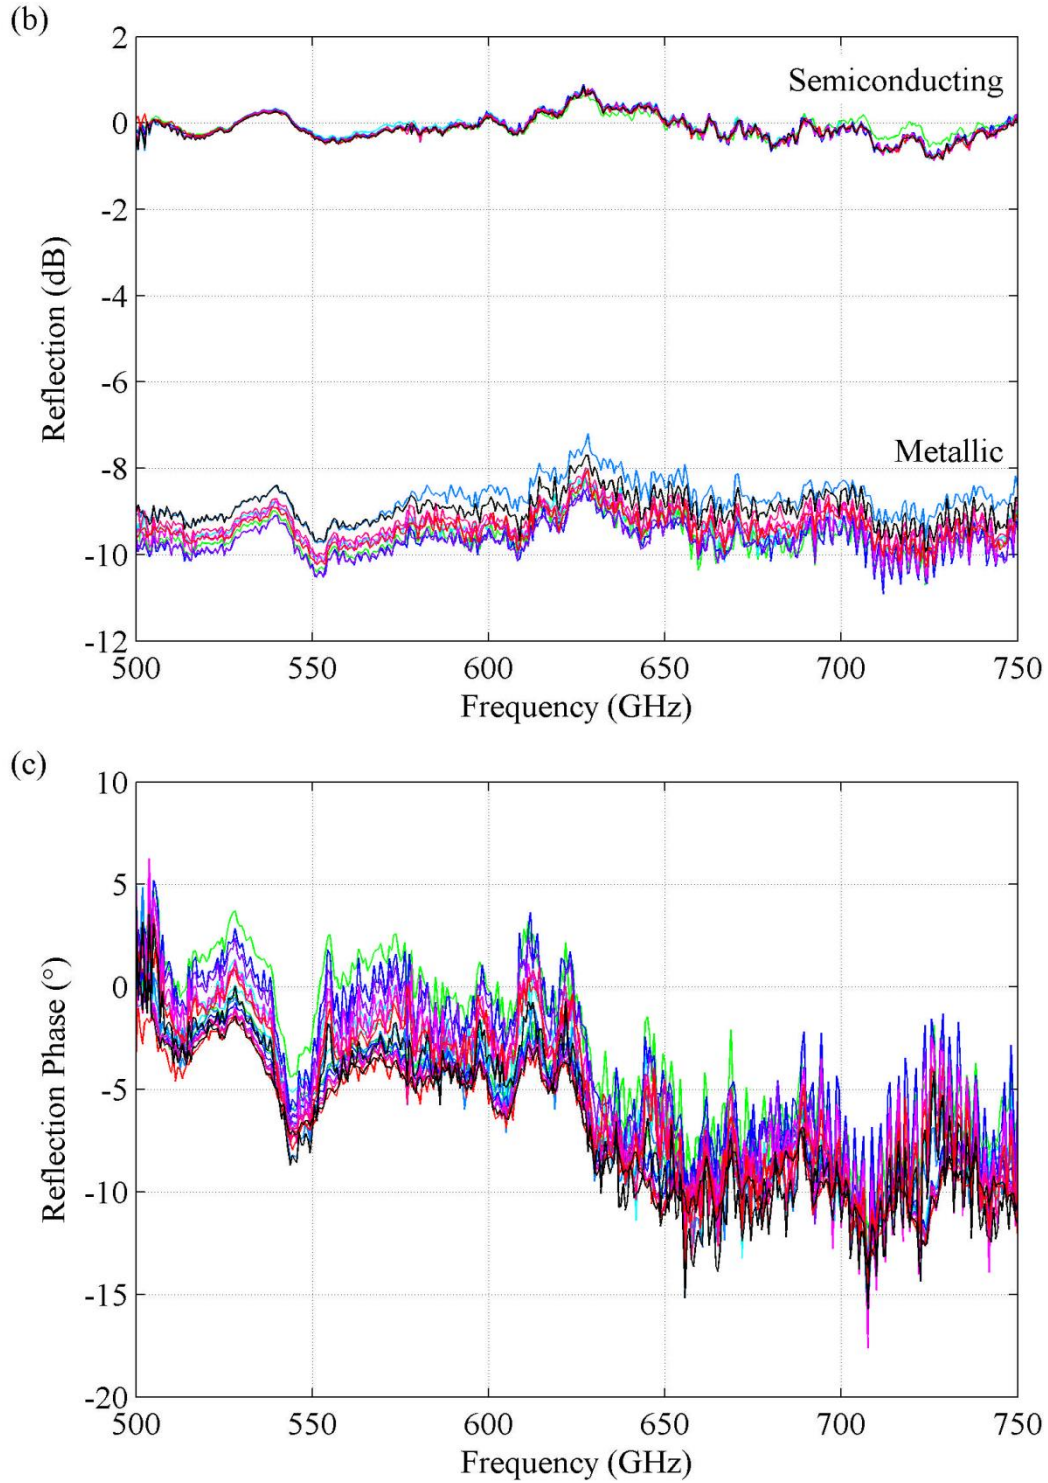 (b)
2
Semiconducting
0
-2
-4
Reflection (dB)
-6
Metallic
-8
-10
-12
500 550 600 650 700 750
Frequency (GHz)
(c)
10
5
0
Reflection Phase (°)
-5
-10
-15
-20
500 550 600 650 700 750
Frequency (GHz)